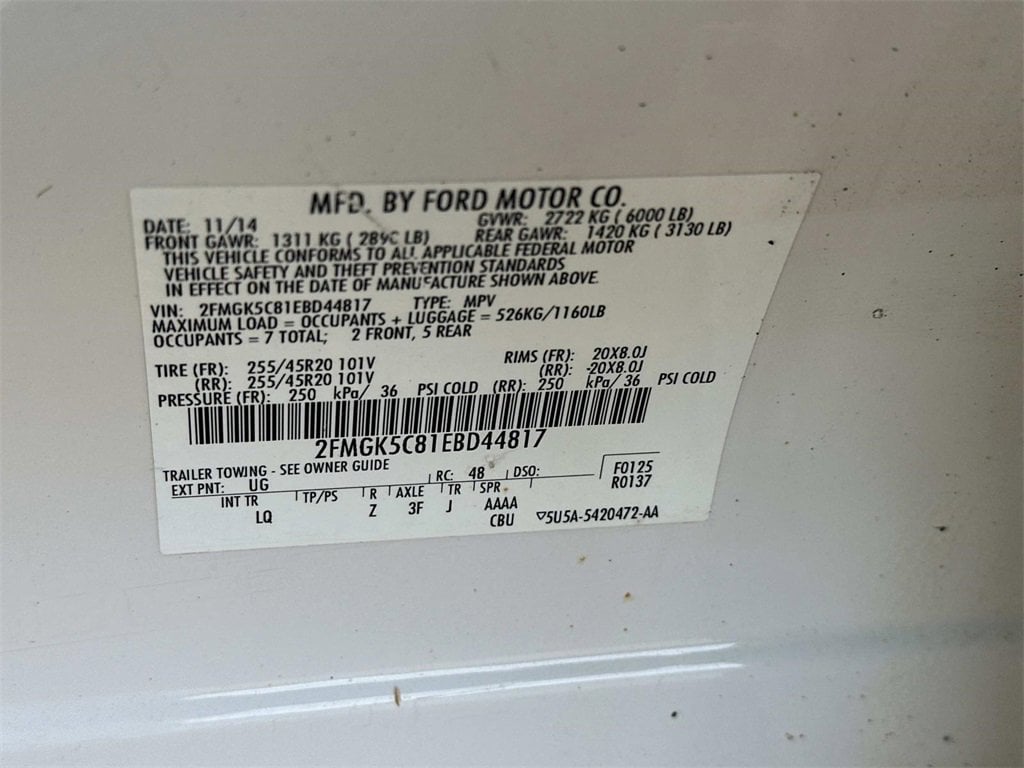 MFD. BY FORD MOTOR CO.
DATE: 11/14 GVWR: 2722 KG ( 6000 LB)
FRONT GAWR: 1311 KG ( 2890 LB) REAR GAWR: 1420 KG ( 3130 LB)
THIS VEHICLE CONFORMS TO ALL APPLICABLE FEDERAL MOTOR
VEHICLE SAFETY AND THEFT PREVENTION STANDARDS
IN EFFECT ON THE DATE OF MANUFACTURE SHOWN ABOVE.
VIN: 2FMGK5C81EBD44817 TYPE: MPV
MAXIMUM LOAD = OCCUPANTS + LUGGAGE = 526KG/1160LB
OCCUPANTS = 7 TOTAL; 2 FRONT, 5 REAR
TIRE (FR): 255/45R20 101V RIMS (FR): 20X8.0J
(RR): 255/45R20 101V (RR): 20X8.0J
PRESSURE (FR): 250 kPa/ 36 PSI COLD (RR): 250 kPa/ 36 PSI COLD
2FMGK5C81EBD44817
TRAILER TOWING - SEE OWNER GUIDE
EXT PNT: UG RC: 48 DSO: F0125
R0137
INT TR TP/PS R AXLE TR SPR
LQ Z 3F J AAAA
CBU ▽5U5A-5420472-AA